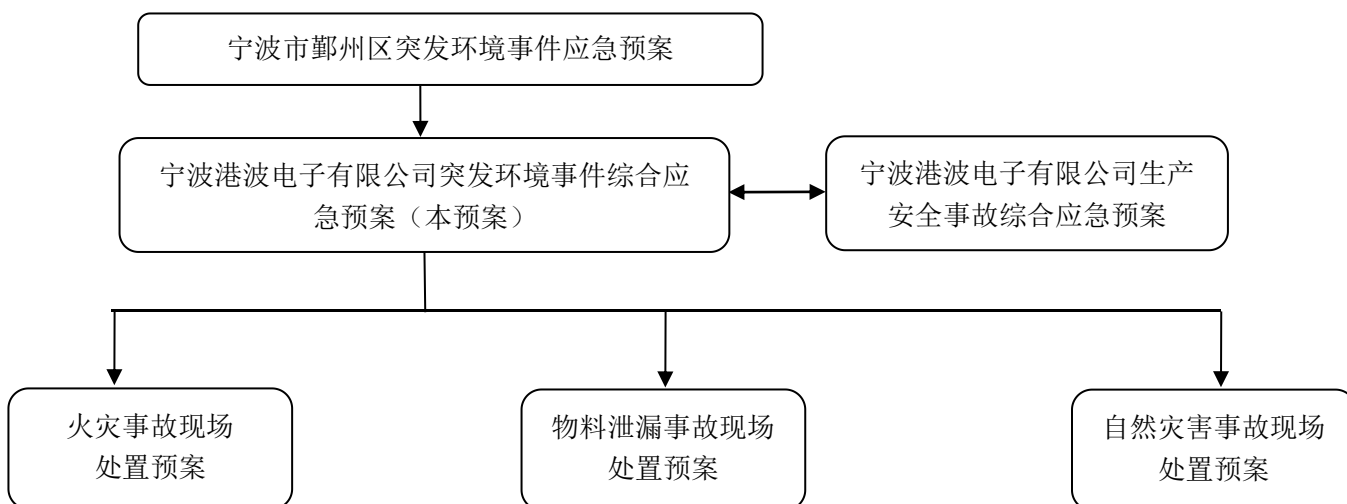 宁波市鄞州区突发环境事件应急预案
宁波港波电子有限公司突发环境事件综合应
急预案（本预案）
宁波港波电子有限公司生产
安全事故综合应急预案
火灾事故现场
处置预案
物料泄漏事故现场
处置预案
自然灾害事故现场
处置预案